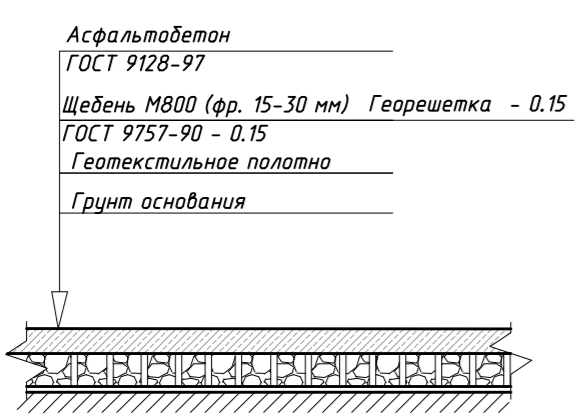 Асфальтобетон
ГОСТ 9128-97
Щебень М800 (фр. 15-30 мм) Георешетка - 0.15
ГОСТ 9757-90 - 0.15
Геотекстильное полотно
Грунт основания